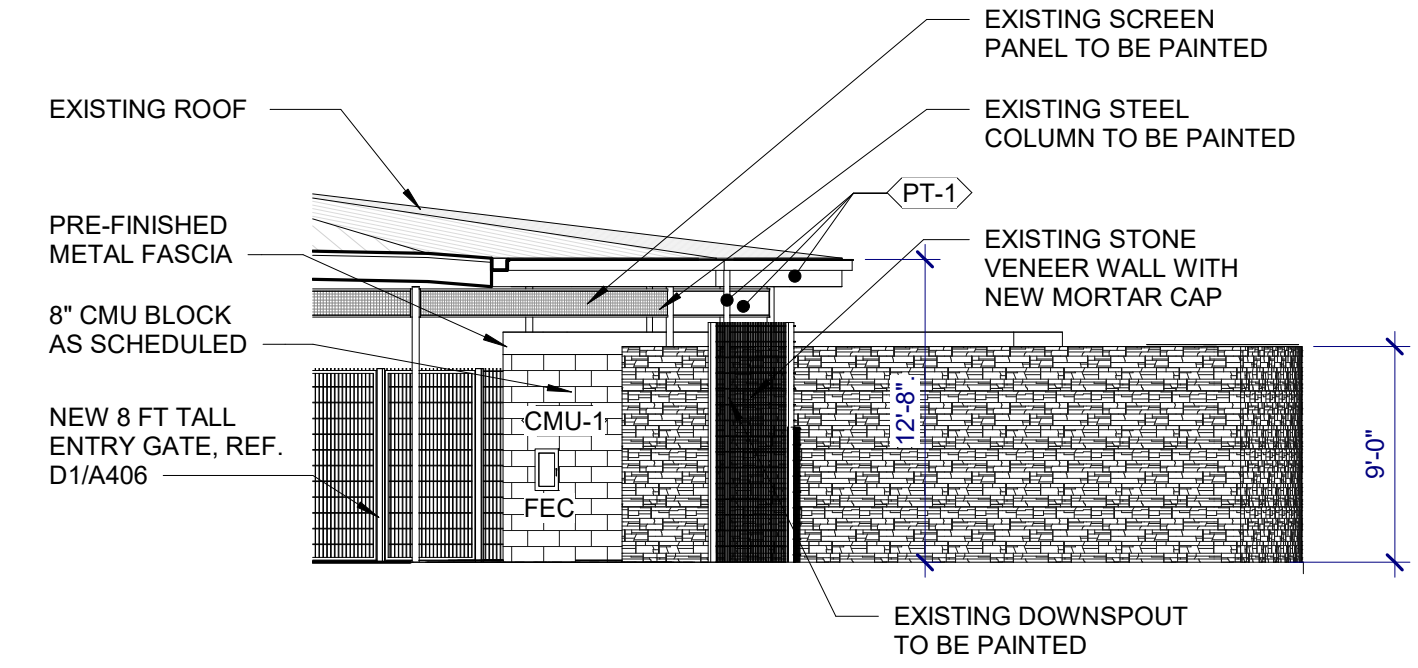 EXISTING SCREEN
PANEL TO BE PAINTED
EXISTING ROOF
EXISTING STEEL
COLUMN TO BE PAINTED
PT-1
PRE-FINISHED
METAL FASCIA
EXISTING STONE
VENEER WALL WITH
NEW MORTAR CAP
8" CMU BLOCK
AS SCHEDULED
CMU-1
12'-8".
9'-0"
NEW 8 FT TALL
ENTRY GATE, REF.
D1/A406
FEC
EXISTING DOWNSPOUT
TO BE PAINTED